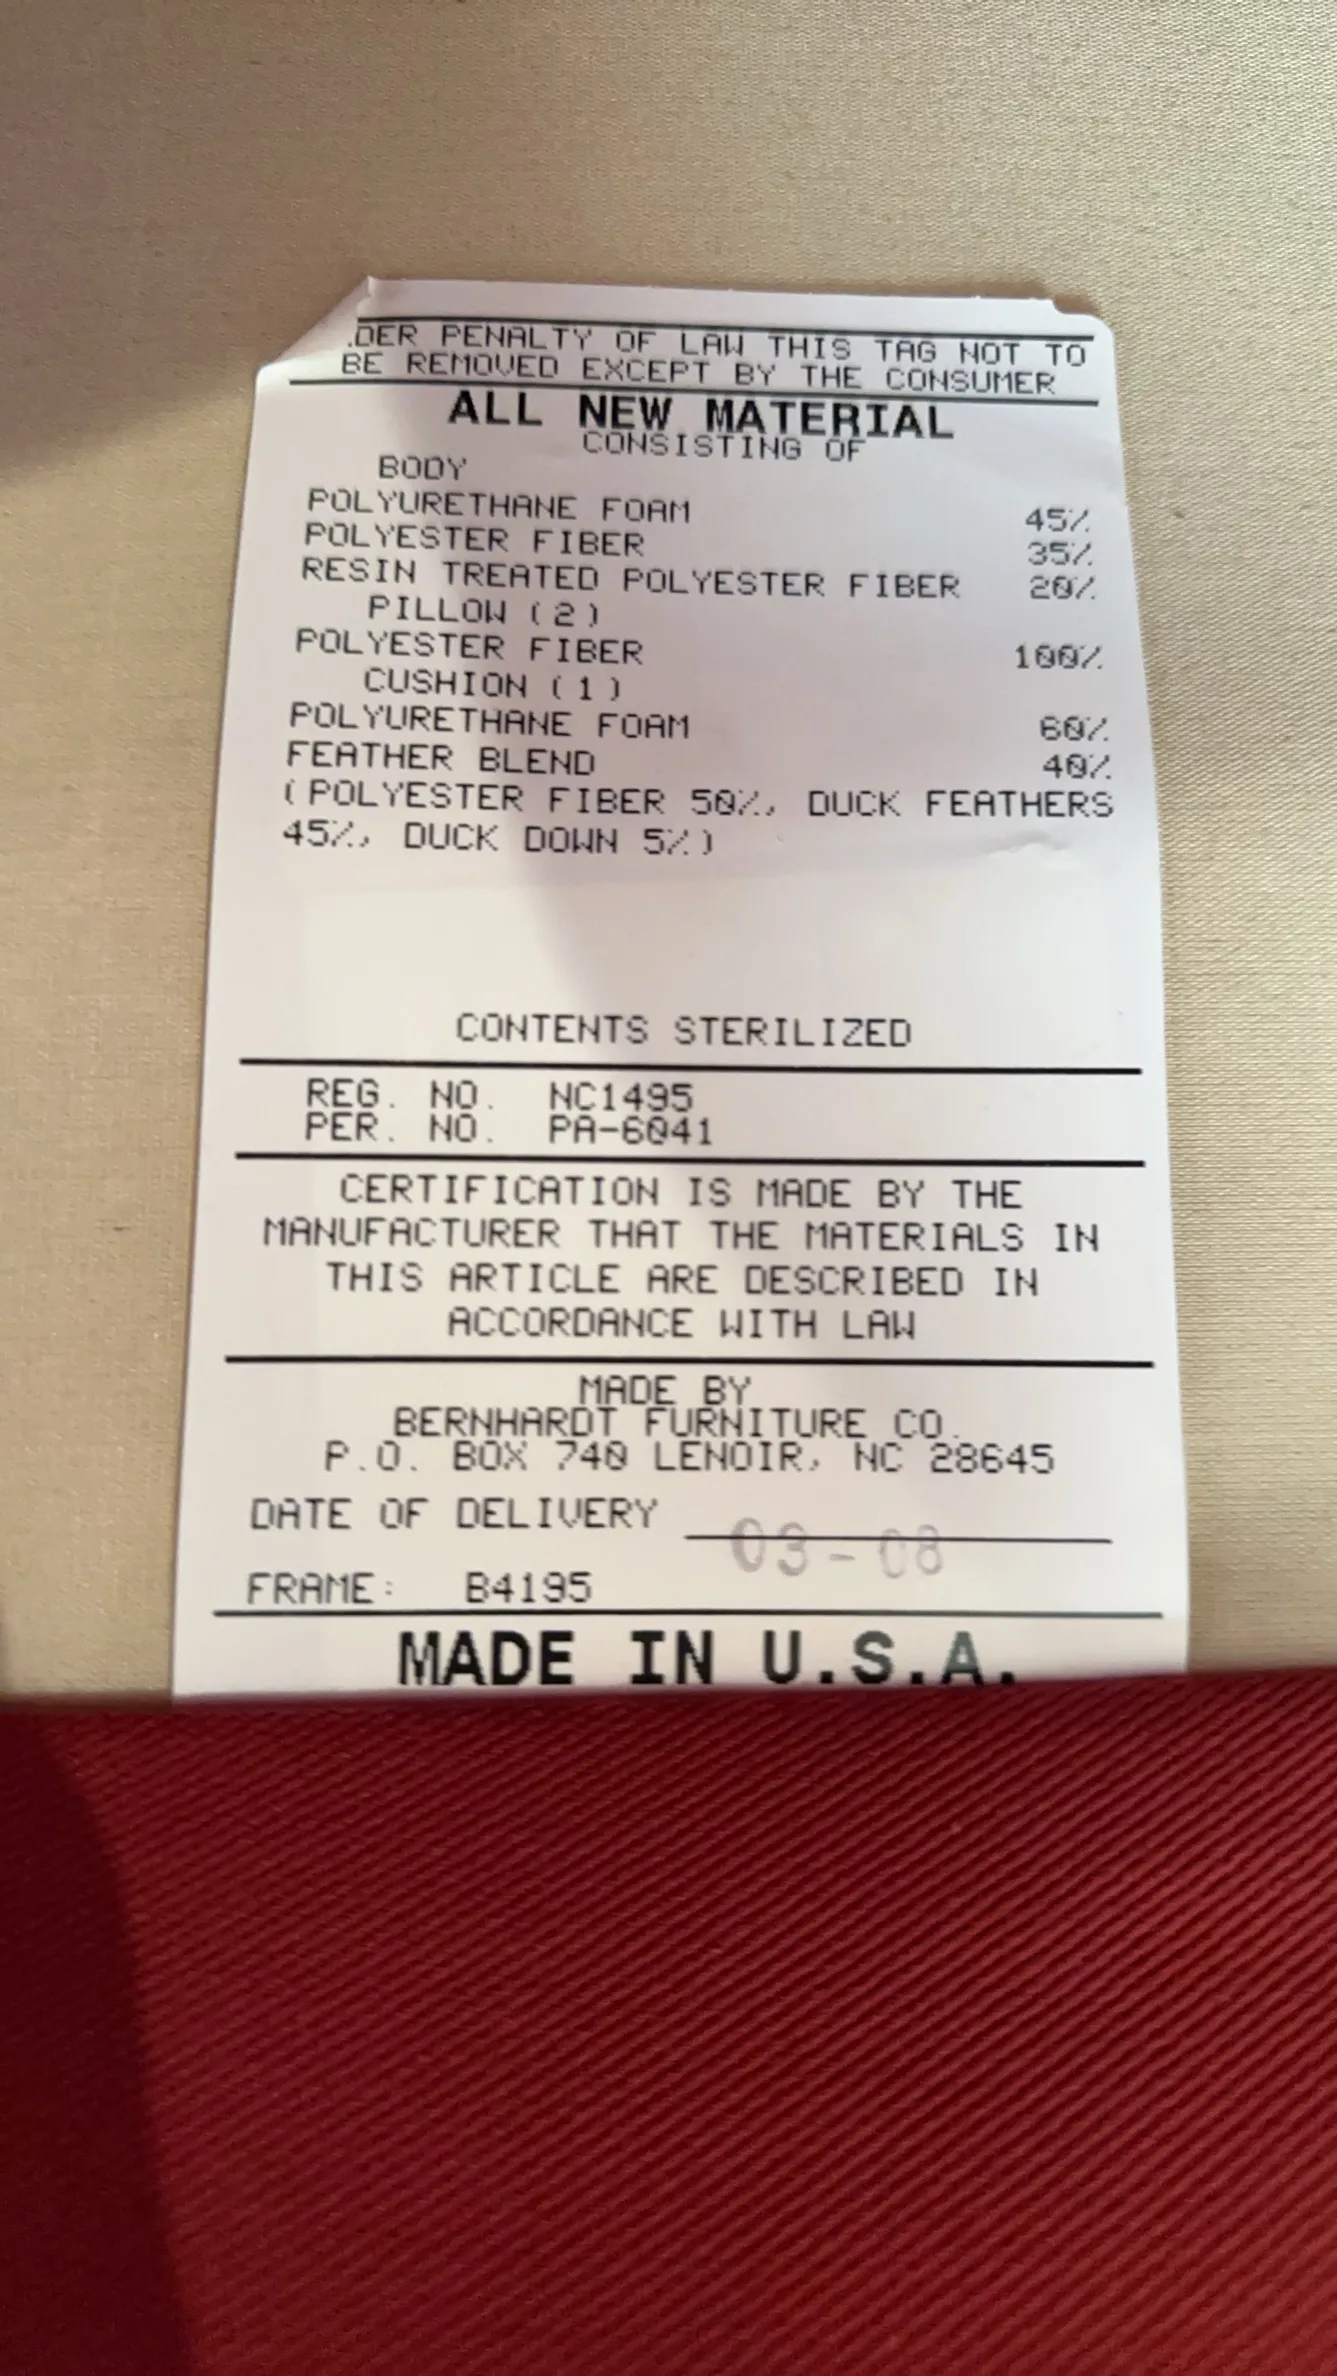 DER PENALTY OF LAW THIS TAG NOT TO
BE REMOVED EXCEPT BY THE CONSUMER
ALL NEW MATERIAL
CONSISTING OF
BODY
POLYURETHANE FOAM 45%
POLYESTER FIBER 35%
RESIN TREATED POLYESTER FIBER 20%
PILLOW (2)
POLYESTER FIBER 100%
CUSHION (1)
POLYURETHANE FOAM 60%
FEATHER BLEND 40%
(POLYESTER FIBER 50%, DUCK FEATHERS
45%, DUCK DOWN 5%)
CONTENTS STERILIZED
REG. NO. NC1495
PER. NO. PA-6041
CERTIFICATION IS MADE BY THE
MANUFACTURER THAT THE MATERIALS IN
THIS ARTICLE ARE DESCRIBED IN
ACCORDANCE WITH LAW
MADE BY
BERNHARDT FURNITURE CO.
P.O. BOX 740 LENOIR, NC 28645
DATE OF DELIVERY 03-08
FRAME: B4195
MADE IN U.S.A.